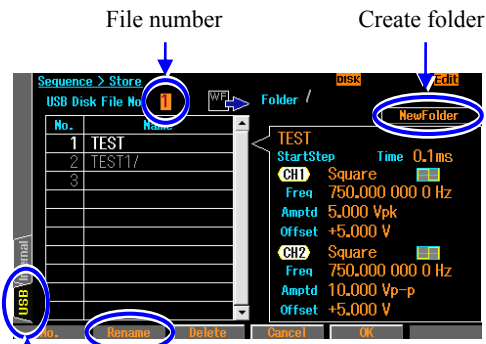 File number Create folder
Sequence > Store DISK Edit
USB Disk File No. 1 WF Folder /
NewFolder
No. Name
1 TEST
2 TEST1/
3
TEST
StartStep Time 0.1ms
CH1 Square
Freq 750.000 000 0 Hz
Amptd 5.000 Vpk
Offset +5.000 V
CH2 Square
Freq 750.000 000 0 Hz
Amptd 10.000 Vp-p
Offset +5.000 V
Internal
USB
No. Rename Delete Cancel OK